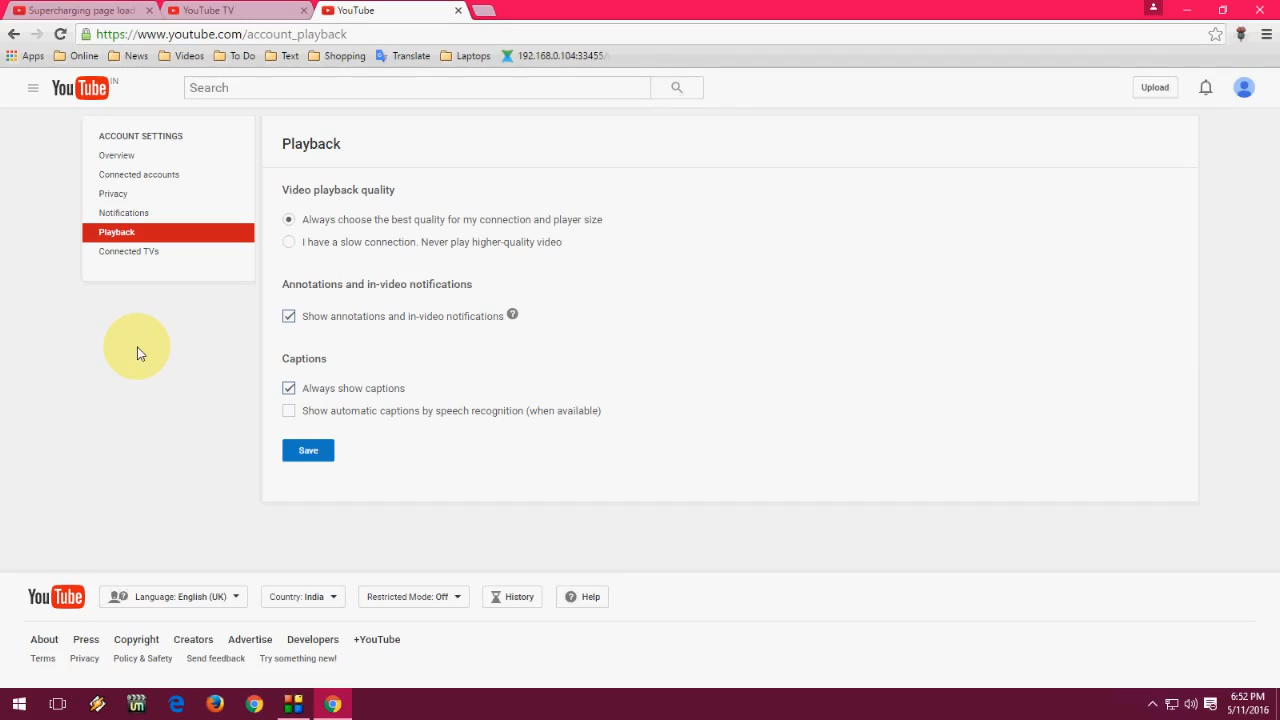 Supercharging page load
YouTube TV
YouTube
https://www.youtube.com/account_playback
Apps
Online
News
Videos
To Do
Text
Shopping
Translate
Laptops
192.168.0.104:33455/
YouTube IN
Search
Upload
ACCOUNT SETTINGS
Overview
Connected accounts
Privacy
Notifications
Playback
Connected TVs
Playback
Video playback quality
Always choose the best quality for my connection and player size
I have a slow connection. Never play higher-quality video
Annotations and in-video notifications
Show annotations and in-video notifications ?
Captions
Always show captions
Show automatic captions by speech recognition (when available)
Save
YouTube
Language: English (UK)
Country: India
Restricted Mode: Off
History
Help
About
Press
Copyright
Creators
Advertise
Developers
+YouTube
Terms
Privacy
Policy & Safety
Send feedback
Try something new!
6:52 PM
5/11/2016